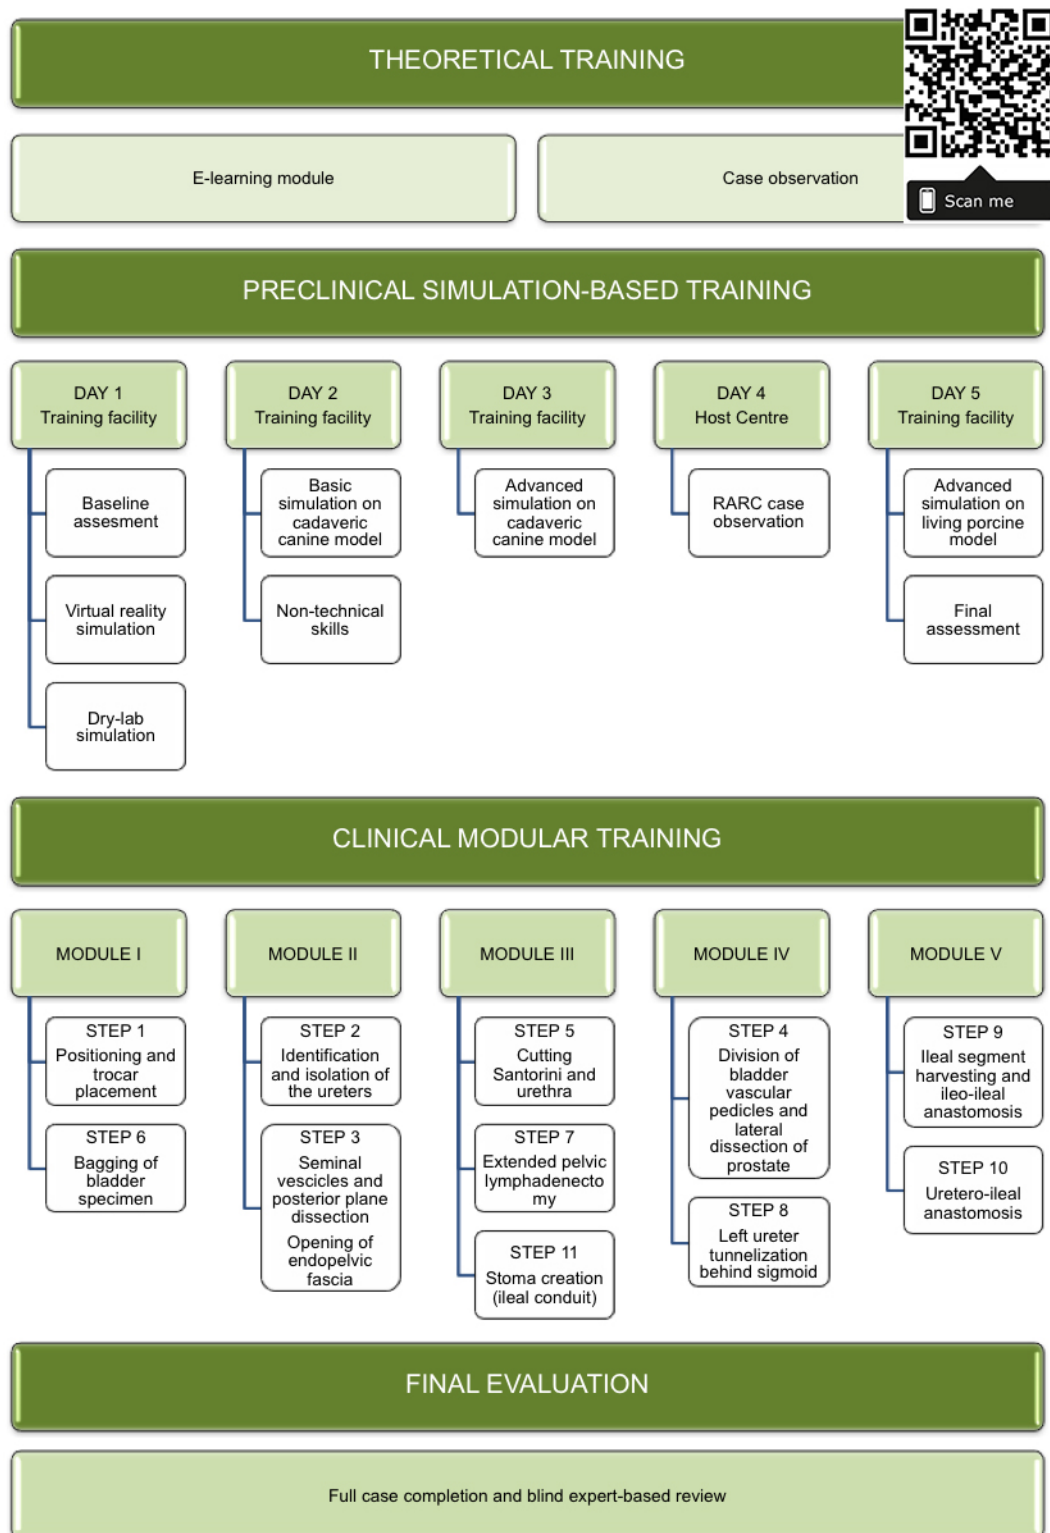 THEORETICAL TRAINING
E-learning module
Case observation
Scan me
PRECLINICAL SIMULATION-BASED TRAINING
DAY 1
Training facility
Baseline
assesment
Virtual reality
simulation
Dry-lab
simulation
DAY 2
Training facility
Basic
simulation on
cadaveric
canine model
Non-technical
skills
DAY 3
Training facility
Advanced
simulation on
cadaveric
canine model
DAY 4
Host Centre
RARC case
observation
DAY 5
Training facility
Advanced
simulation on
living porcine
model
Final
assessment
CLINICAL MODULAR TRAINING
MODULE I
STEP 1
Positioning and
trocar
placement
STEP 6
Bagging of
bladder
specimen
MODULE II
STEP 2
Identification
and isolation of
the ureters
STEP 3
Seminal
vescicles and
posterior plane
dissection
Opening of
endopelvic
fascia
MODULE III
STEP 5
Cutting
Santorini and
urethra
STEP 7
Extended pelvic
lymphadenecto
my
STEP 11
Stoma creation
(ileal conduit)
MODULE IV
STEP 4
Division of
bladder
vascular
pedicles and
lateral
dissection of
prostate
STEP 8
Left ureter
tunnelization
behind sigmoid
MODULE V
STEP 9
Ileal segment
harvesting and
ileo-ileal
anastomosis
STEP 10
Uretero-ileal
anastomosis
FINAL EVALUATION
Full case completion and blind expert-based review